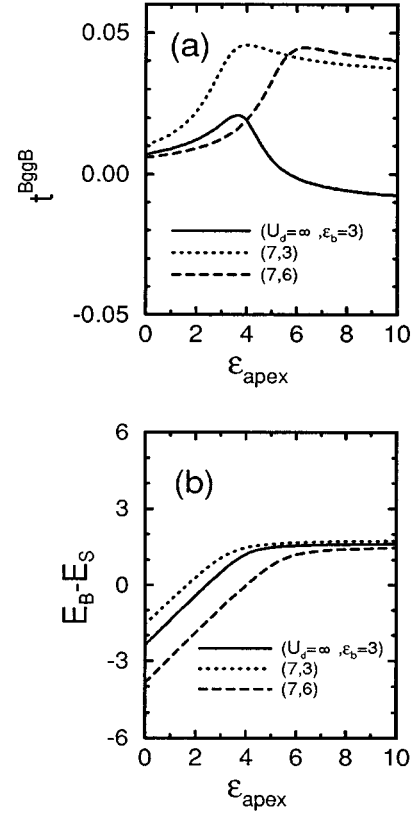 0.05
(a)
t^BggB
0.00
(U_d=∞ ,ε_b=3)
(7,3)
(7,6)
-0.05
0 2 4 6 8 10
ε_apex
6
(b)
3
E_B-E_S
0
(U_d=∞ ,ε_b=3)
-3
(7,3)
(7,6)
-6
0 2 4 6 8 10
ε_apex